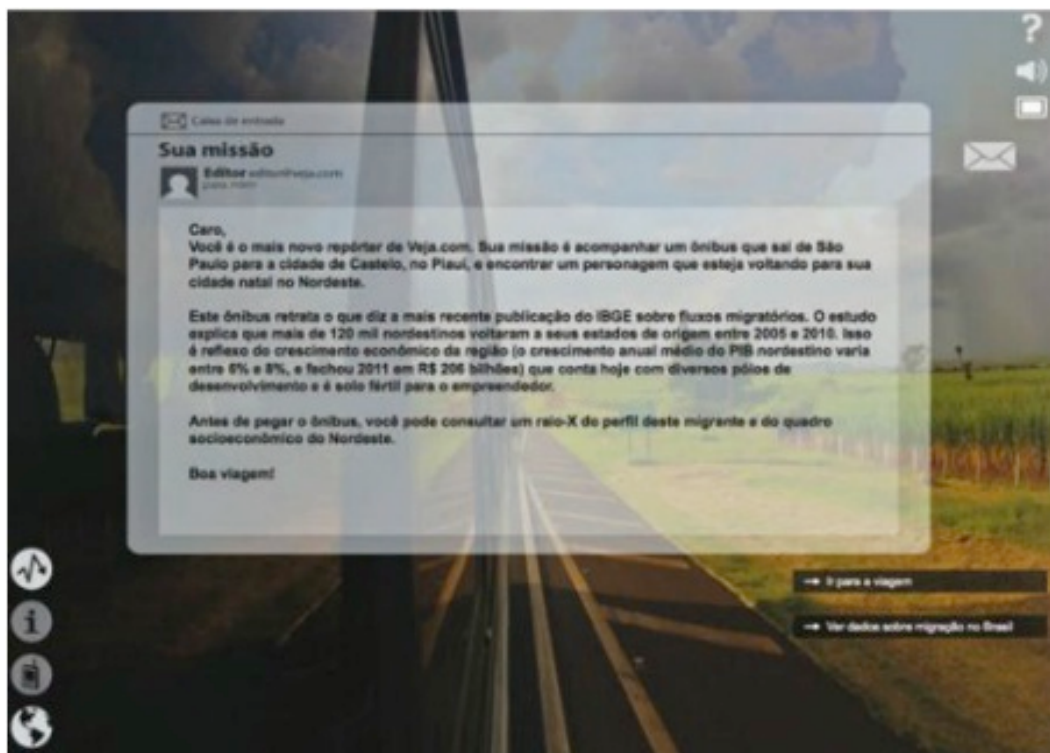 ?
Caixa de entrada
Sua missão
Editor editor@veja.com
para mim
Caro,
Você é o mais novo repórter de Veja.com. Sua missão é acompanhar um ônibus que sai de São
Paulo para a cidade de Castelo, no Piauí, e encontrar um personagem que esteja voltando para sua
cidade natal no Nordeste.
Este ônibus retrata o que diz a mais recente publicação do IBGE sobre fluxos migratórios. O estudo
explica que mais de 120 mil nordestinos voltaram a seus estados de origem entre 2005 e 2010. Isso
é reflexo do crescimento econômico da região (o crescimento anual médio do PIB nordestino varia
entre 6% e 8%, e fechou 2011 em R$ 206 bilhões) que conta hoje com diversos pólos de
desenvolvimento e é solo fértil para o empreendedor.
Antes de pegar o ônibus, você pode consultar um raio-X do perfil deste migrante e do quadro
socioeconômico do Nordeste.
Boa viagem!
→ Ir para a viagem
→ Ver dados sobre migração no Brasil